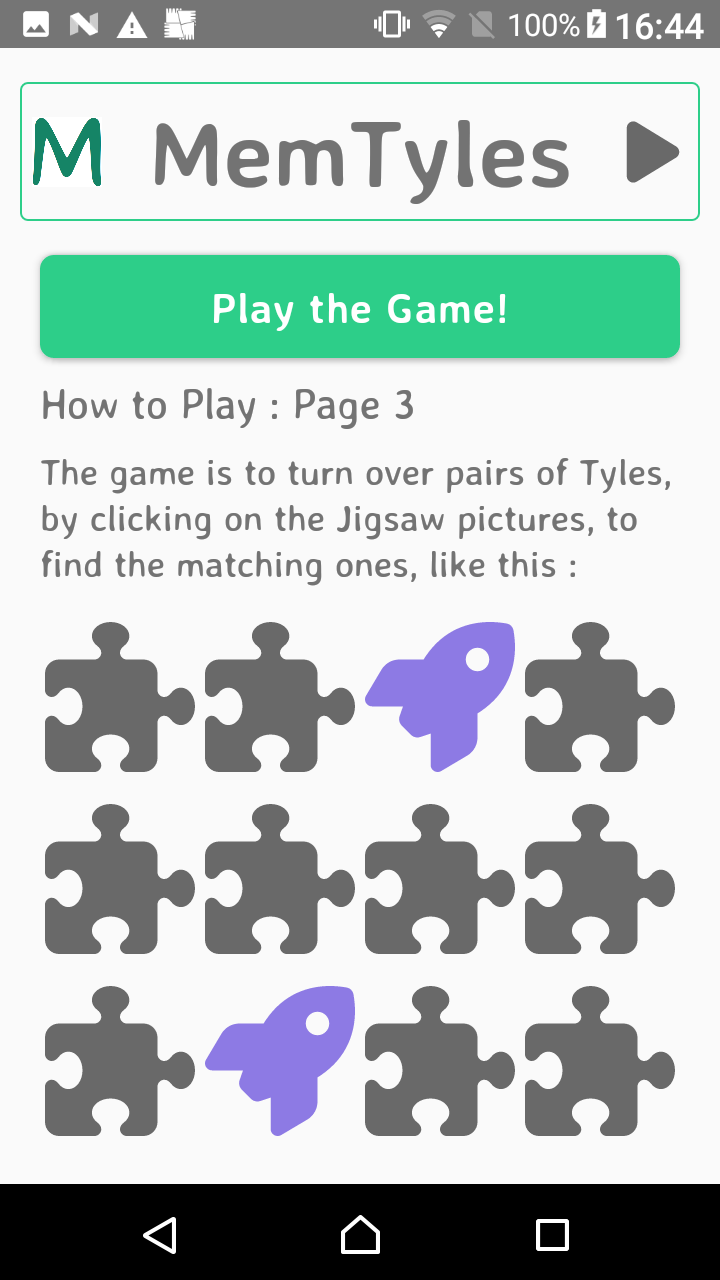 100% 16:44
M MemTyles
Play the Game!
How to Play : Page 3
The game is to turn over pairs of Tyles,
by clicking on the Jigsaw pictures, to
find the matching ones, like this :